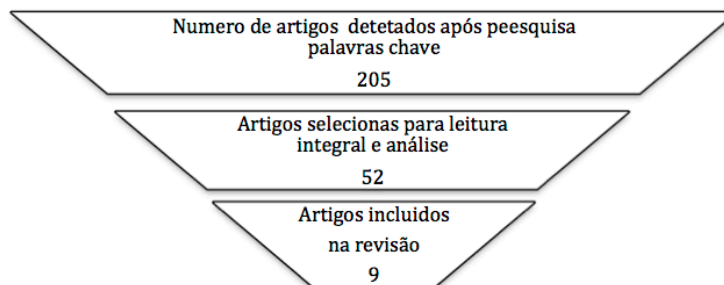 Numero de artigos detetados após peesquisa
palavras chave
205
Artigos selecionas para leitura
integral e análise
52
Artigos incluidos
na revisão
9